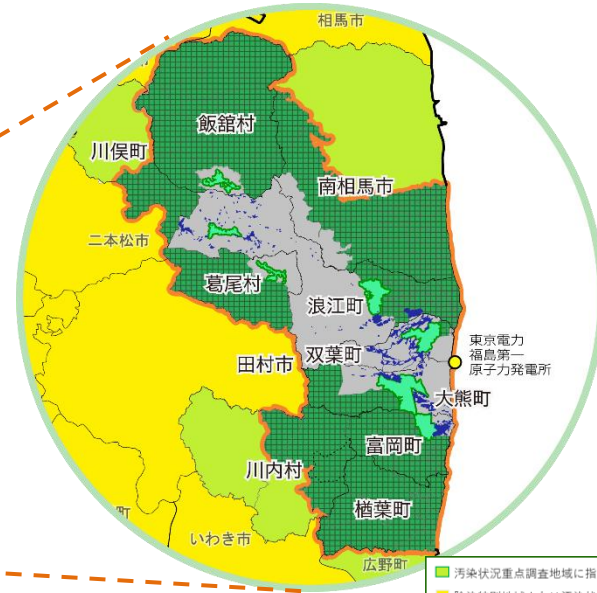 相馬市
飯舘村
川俣町
南相馬市
二本松市
葛尾村
浪江町
東京電力
福島第一
原子力発電所
双葉町
田村市
大熊町
富岡町
川内村
楢葉町
町
いわき市
広野町
汚染状況重点調査地域に指